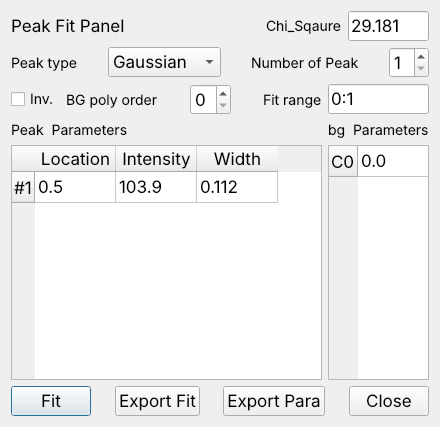 Peak Fit Panel Chi_Sqaure 29.181
Peak type Gaussian Number of Peak 1
Inv. BG poly order 0 Fit range 0:1
Peak Parameters bg Parameters
Location Intensity Width C0 0.0
#1 0.5 103.9 0.112
Fit Export Fit Export Para Close